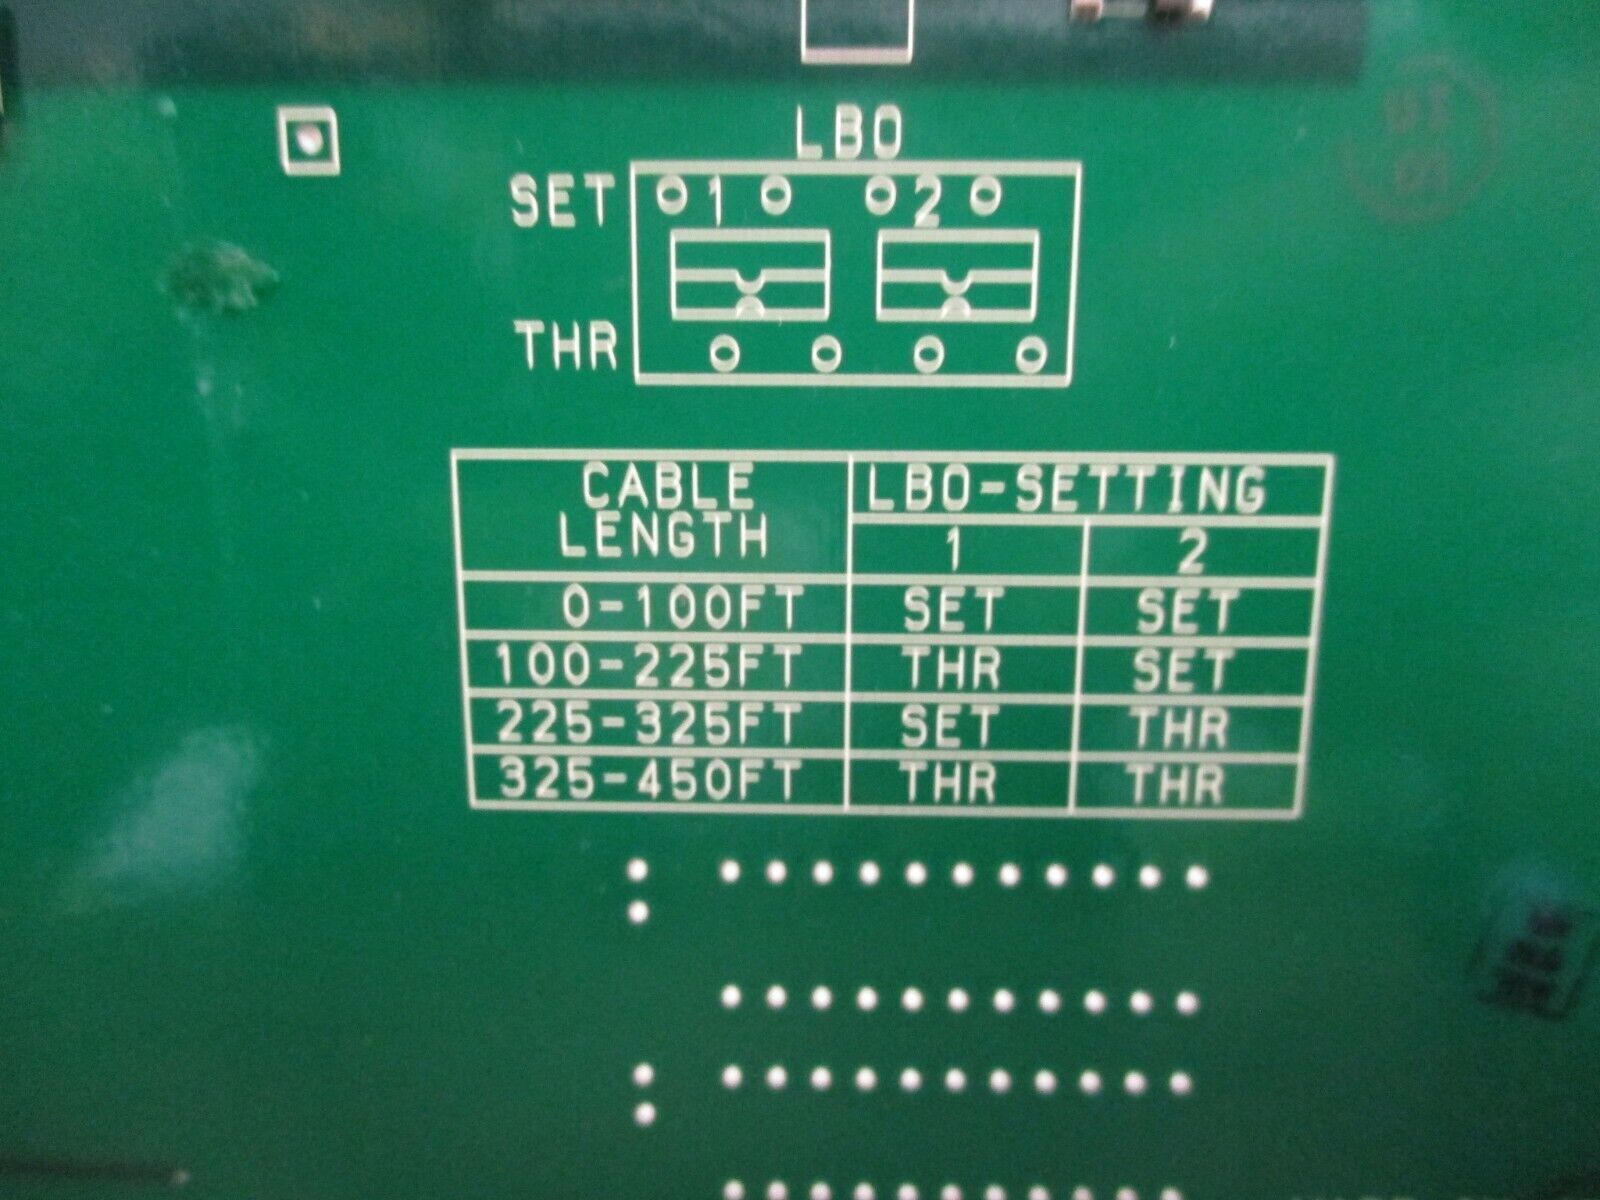 LBO
SET 1 2
THR
CABLE LENGTH LBO-SETTING
1 2
0-100FT SET SET
100-225FT THR SET
225-325FT SET THR
325-450FT THR THR